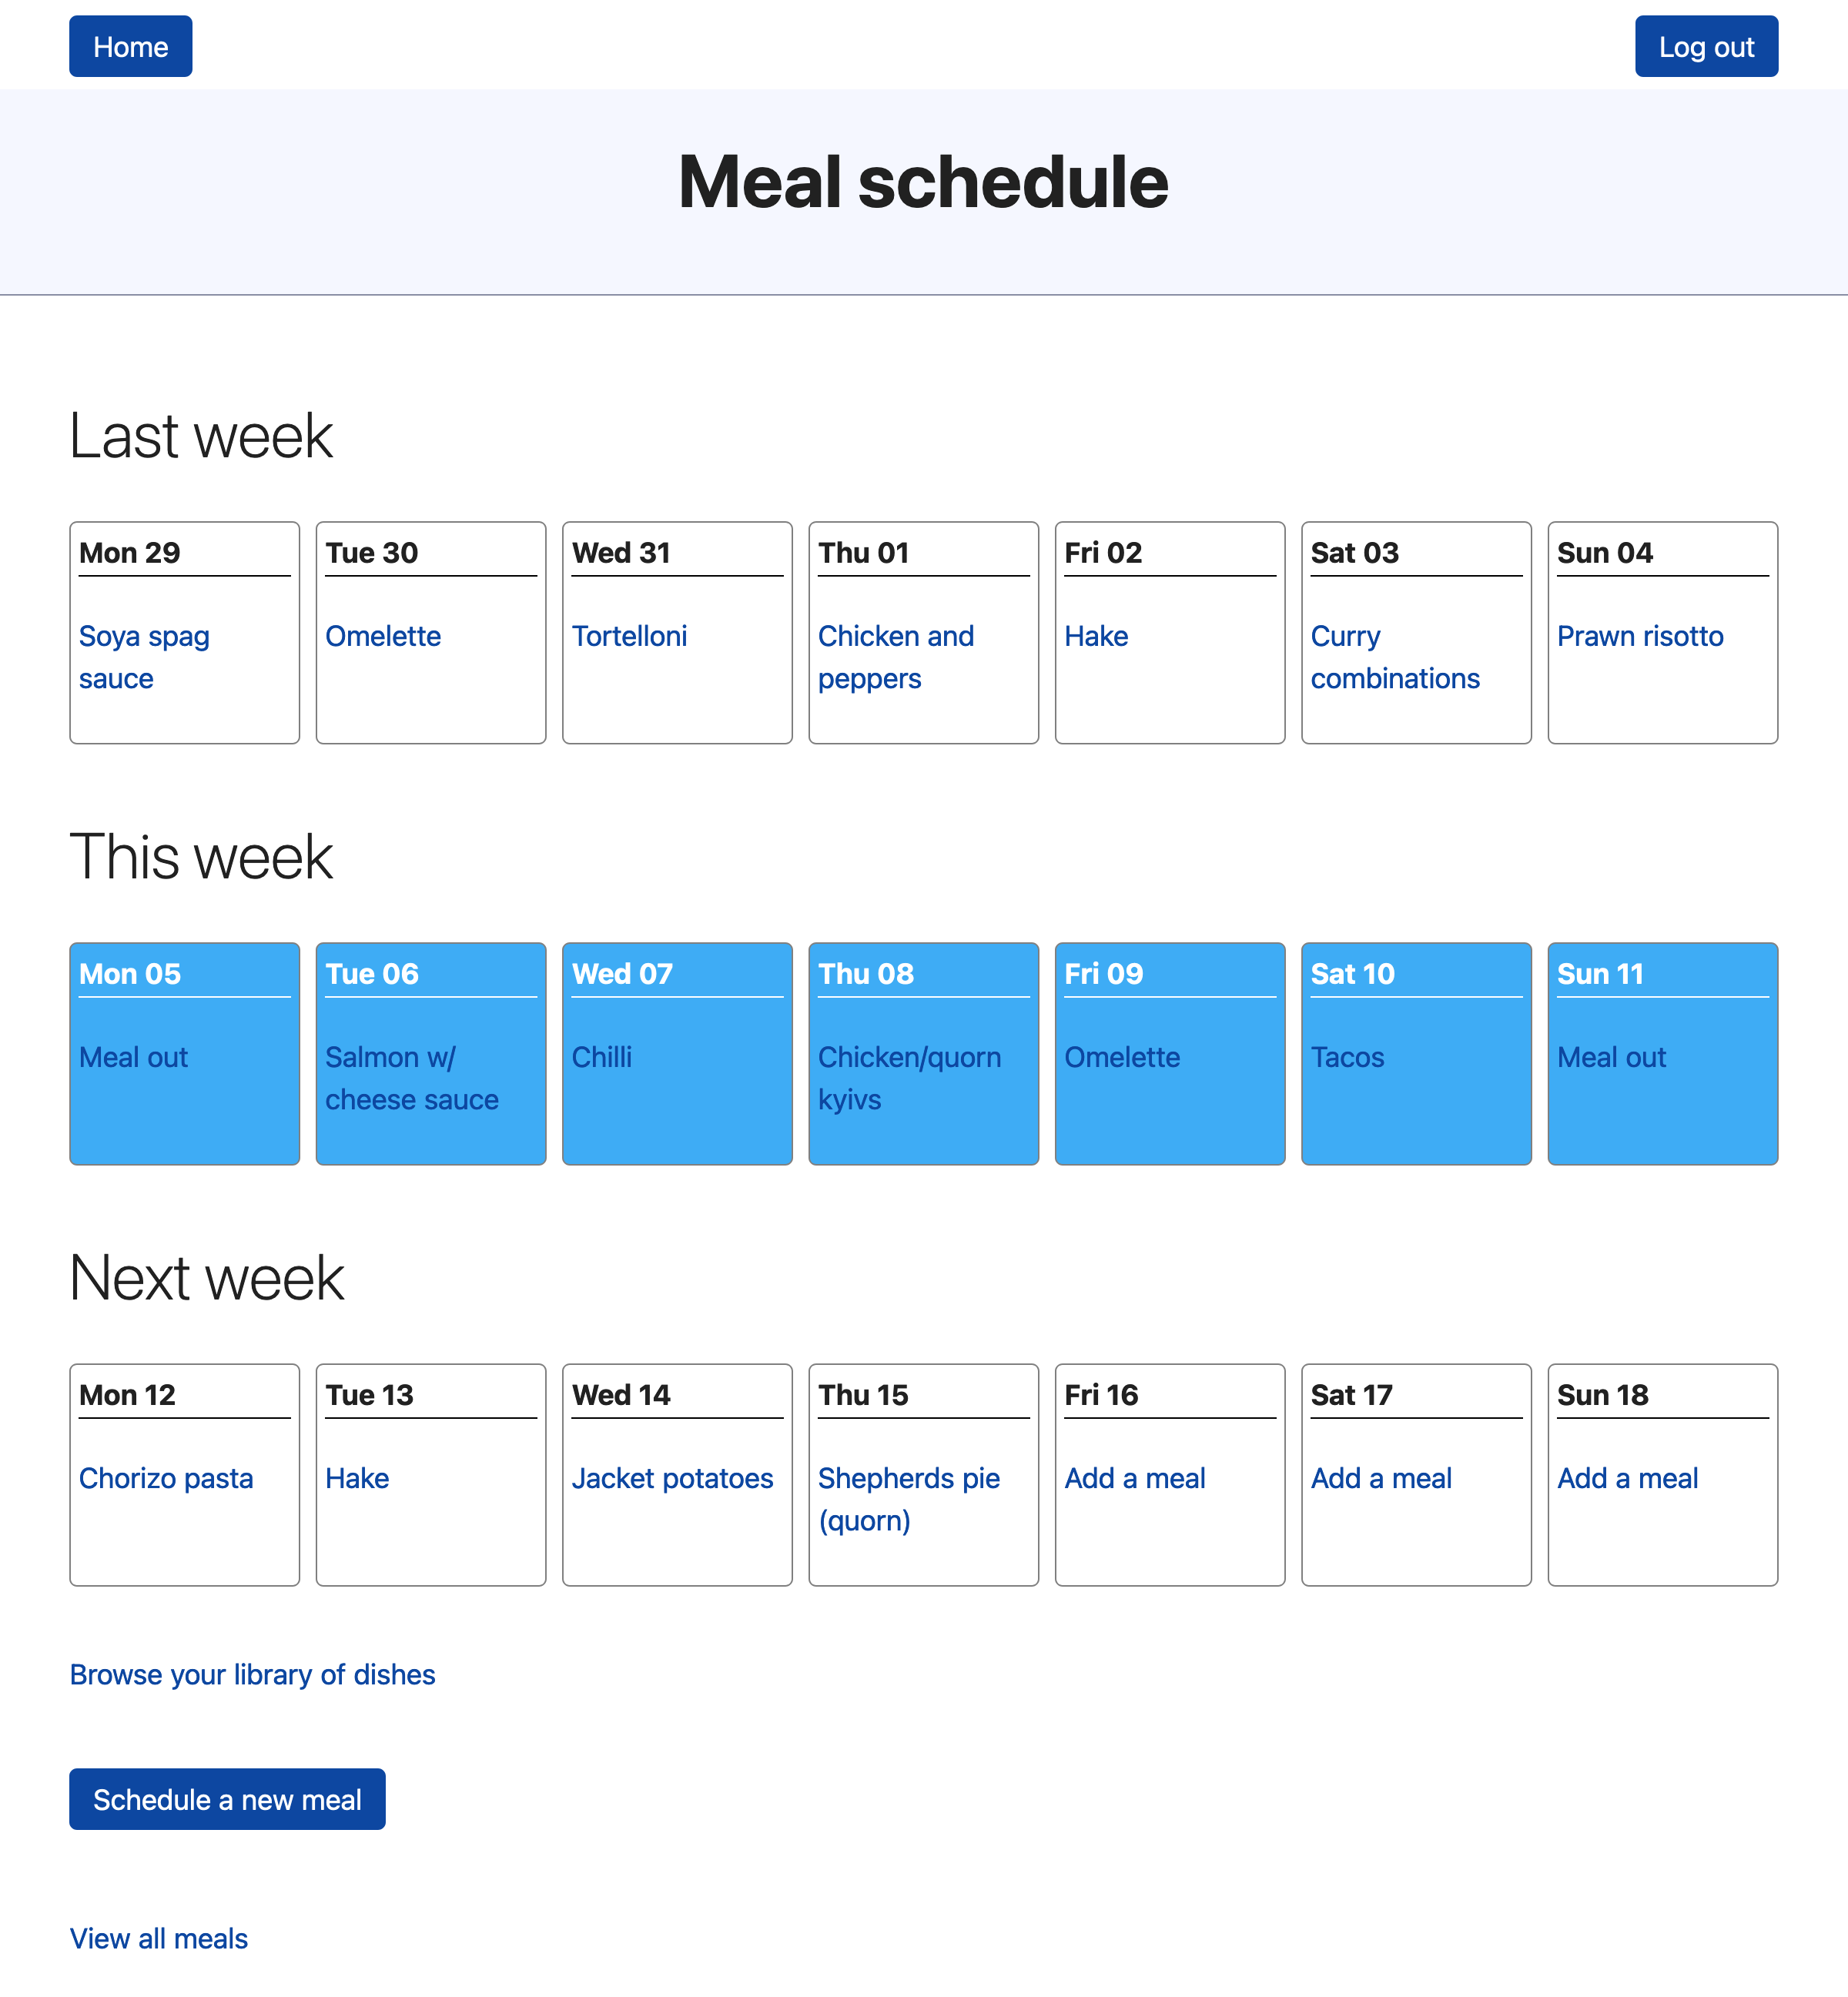 Home
Log out
Meal schedule
Last week
Mon 29
Soya spag
sauce
Tue 30
Omelette
Wed 31
Tortelloni
Thu 01
Chicken and
peppers
Fri 02
Hake
Sat 03
Curry
combinations
Sun 04
Prawn risotto
This week
Mon 05
Meal out
Tue 06
Salmon w/
cheese sauce
Wed 07
Chilli
Thu 08
Chicken/quorn
kyivs
Fri 09
Omelette
Sat 10
Tacos
Sun 11
Meal out
Next week
Mon 12
Chorizo pasta
Tue 13
Hake
Wed 14
Jacket potatoes
Thu 15
Shepherds pie
(quorn)
Fri 16
Add a meal
Sat 17
Add a meal
Sun 18
Add a meal
Browse your library of dishes
Schedule a new meal
View all meals